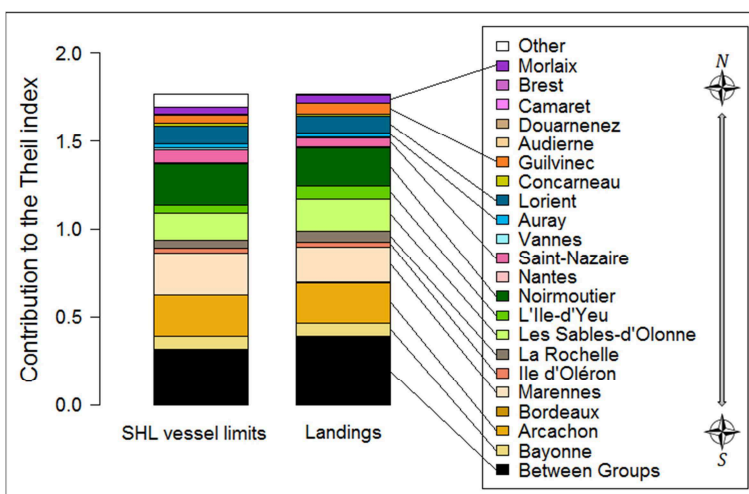 Contribution to the Theil index
2.0
1.5
1.0
0.5
0.0
SHL vessel limits
Landings
Other
Morlaix
Brest
Camaret
Douarnenez
Audierne
Guilvinec
Concarneau
Lorient
Auray
Vannes
Saint-Nazaire
Nantes
Noirmoutier
L'Ile-d'Yeu
Les Sables-d'Olonne
La Rochelle
Ile d'Oléron
Marennes
Bordeaux
Arcachon
Bayonne
Between Groups
N
S